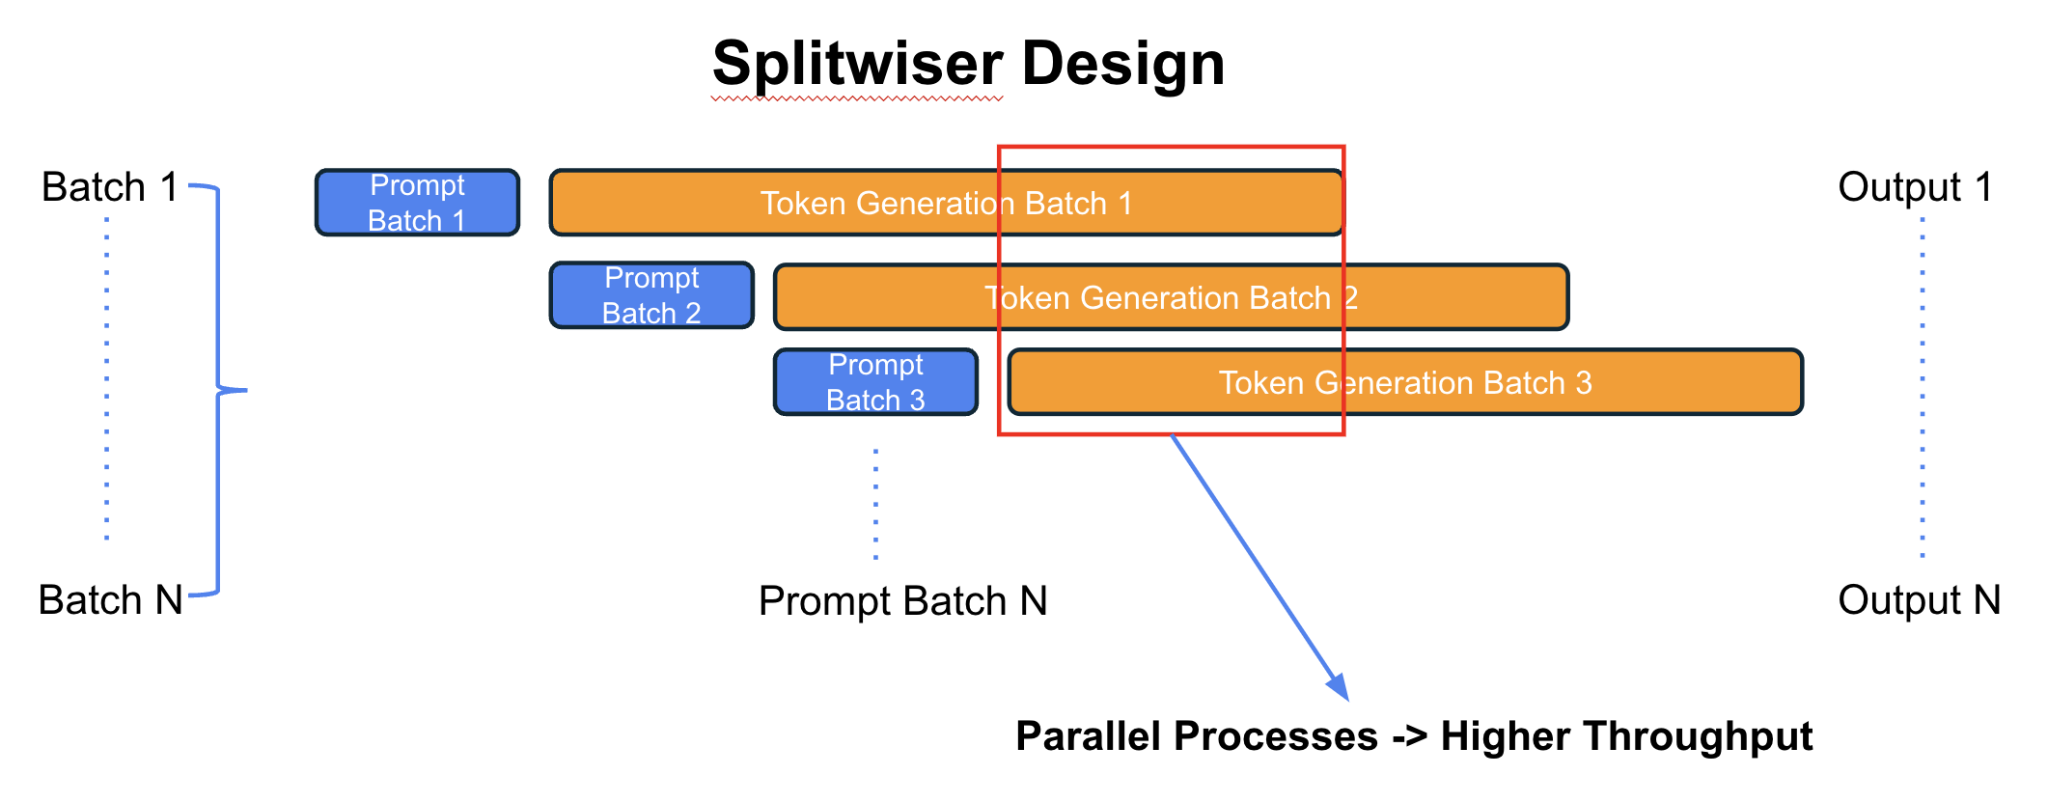 Splitwiser Design
Batch 1
Prompt
Batch 1
Token Generation Batch 1
Output 1
Prompt
Batch 2
Token Generation Batch 2
Prompt
Batch 3
Token Generation Batch 3
Batch N
Prompt Batch N
Output N
Parallel Processes -> Higher Throughput